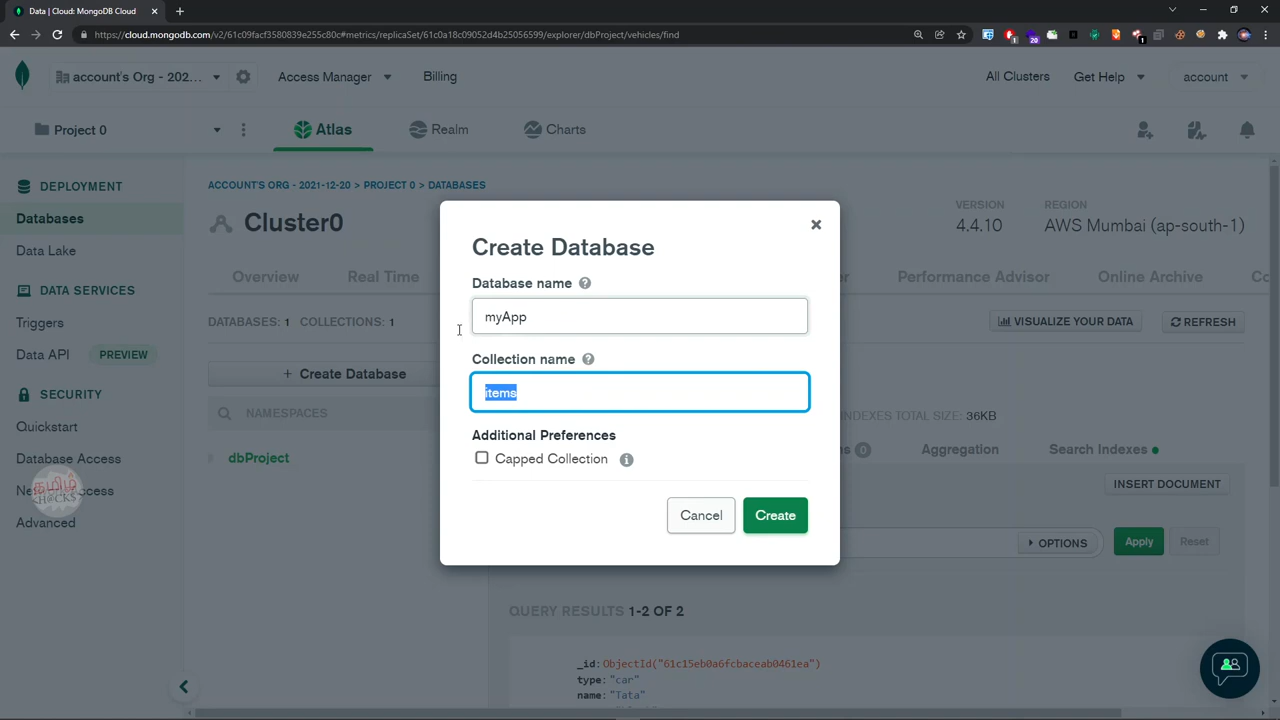 Data | Cloud: MongoDB Cloud
https://cloud.mongodb.com/v2/61c09facf3580839e255c80c#metrics/replicaSet/61c0a18c09052d4b25056599/explorer/dbProject/vehicles/find
account's Org - 202...
Access Manager
Billing
All Clusters
Get Help
account
Project 0
Atlas
Realm
Charts
DEPLOYMENT
Databases
Data Lake
DATA SERVICES
Triggers
Data API PREVIEW
SECURITY
Quickstart
Database Access
Advanced
தமிழ்
H@CKS
ACCOUNT'S ORG - 2021-12-20 > PROJECT 0 > DATABASES
Cluster0
VERSION
4.4.10
REGION
AWS Mumbai (ap-south-1)
Overview
Real Time
Performance Advisor
Online Archive
DATABASES: 1 COLLECTIONS: 1
VISUALIZE YOUR DATA
REFRESH
+ Create Database
NAMESPACES
dbProject
INDEXES TOTAL SIZE: 36KB
0
Aggregation
Search Indexes
INSERT DOCUMENT
OPTIONS
Apply
Reset
QUERY RESULTS 1-2 OF 2
_id: ObjectId("61c15eb0a6fcbaceab0461ea")
type: "car"
name: "Tata"
Create Database
Database name
myApp
Collection name
items
Additional Preferences
Capped Collection
Cancel
Create